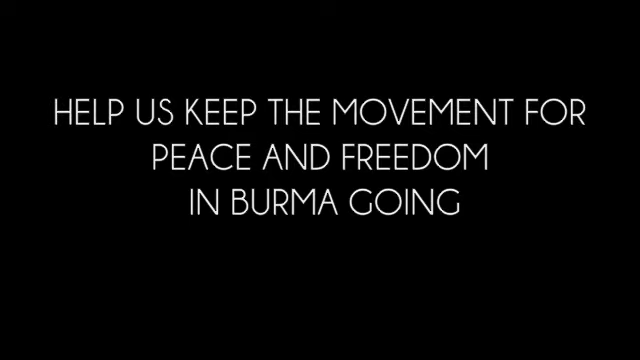 HELP US KEEP THE MOVEMENT FOR
PEACE AND FREEDOM
IN BURMA GOING